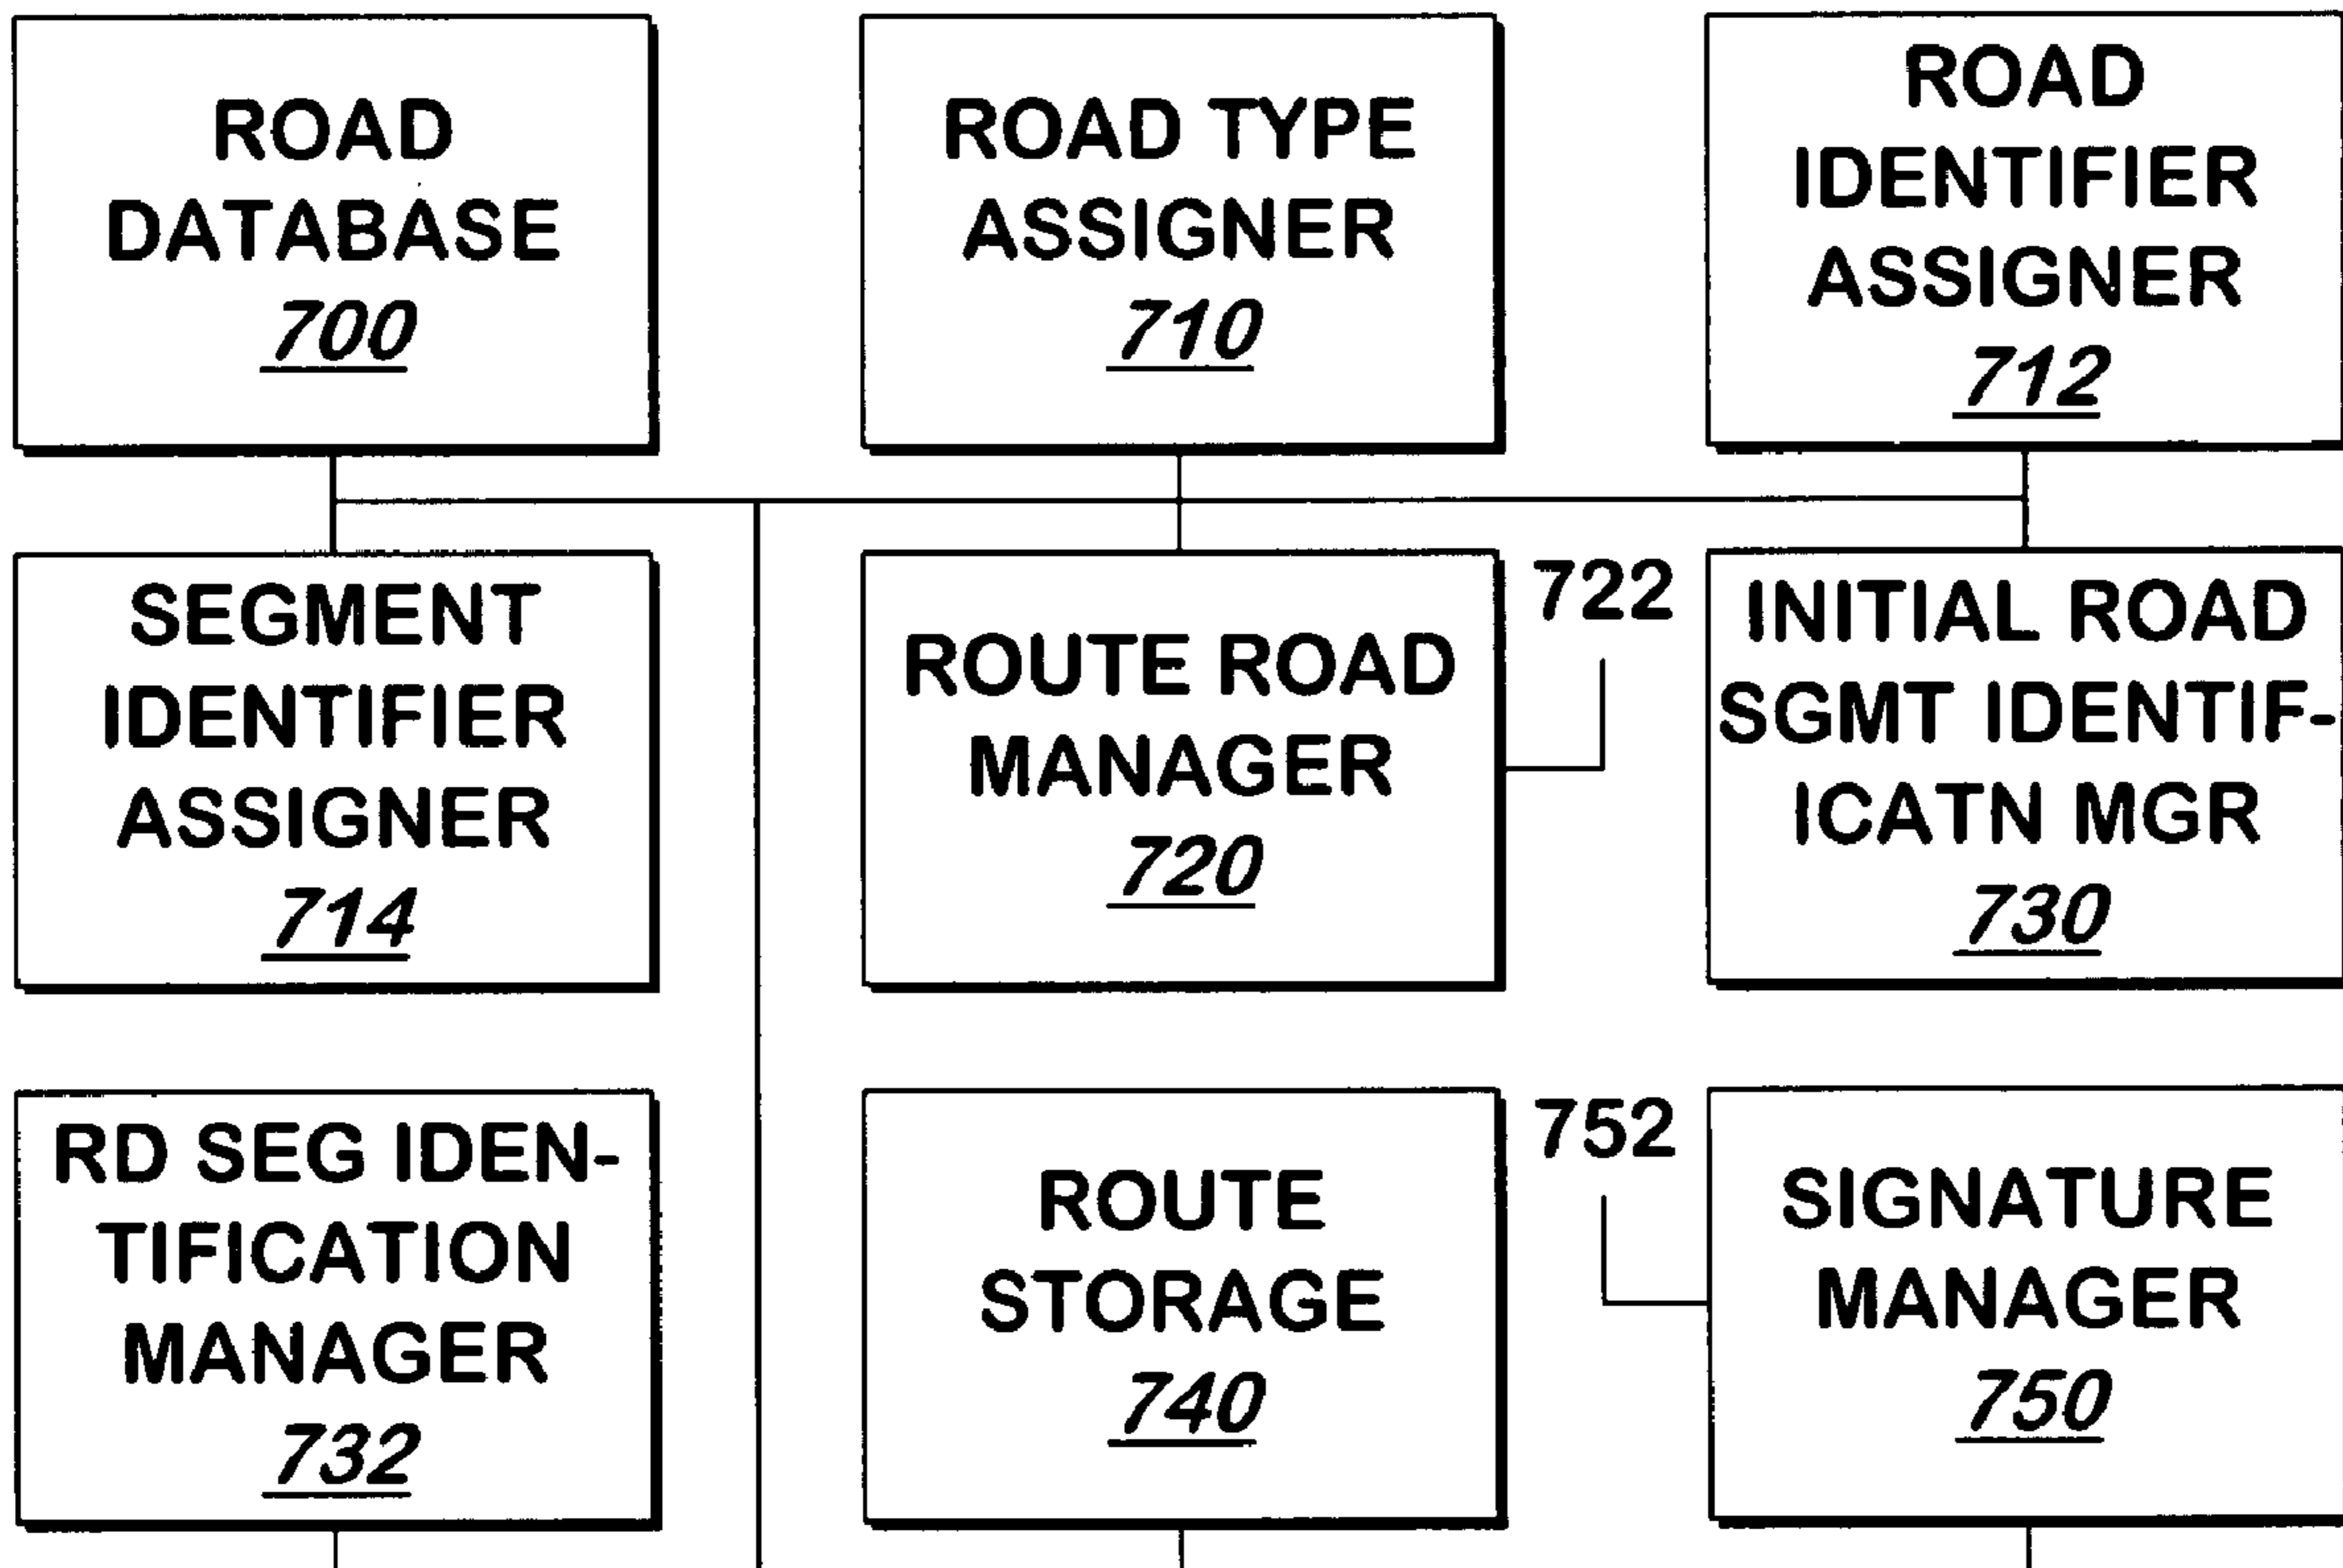 ROAD
DATABASE
700
ROAD TYPE
ASSIGNER
710
ROAD
IDENTIFIER
ASSIGNER
712
SEGMENT
IDENTIFIER
ASSIGNER
714
ROUTE ROAD
MANAGER
720
722
INITIAL ROAD
SGMT IDENTIF-
ICATN MGR
730
RD SEG IDEN-
TIFICATION
MANAGER
732
ROUTE
STORAGE
740
752
SIGNATURE
MANAGER
750